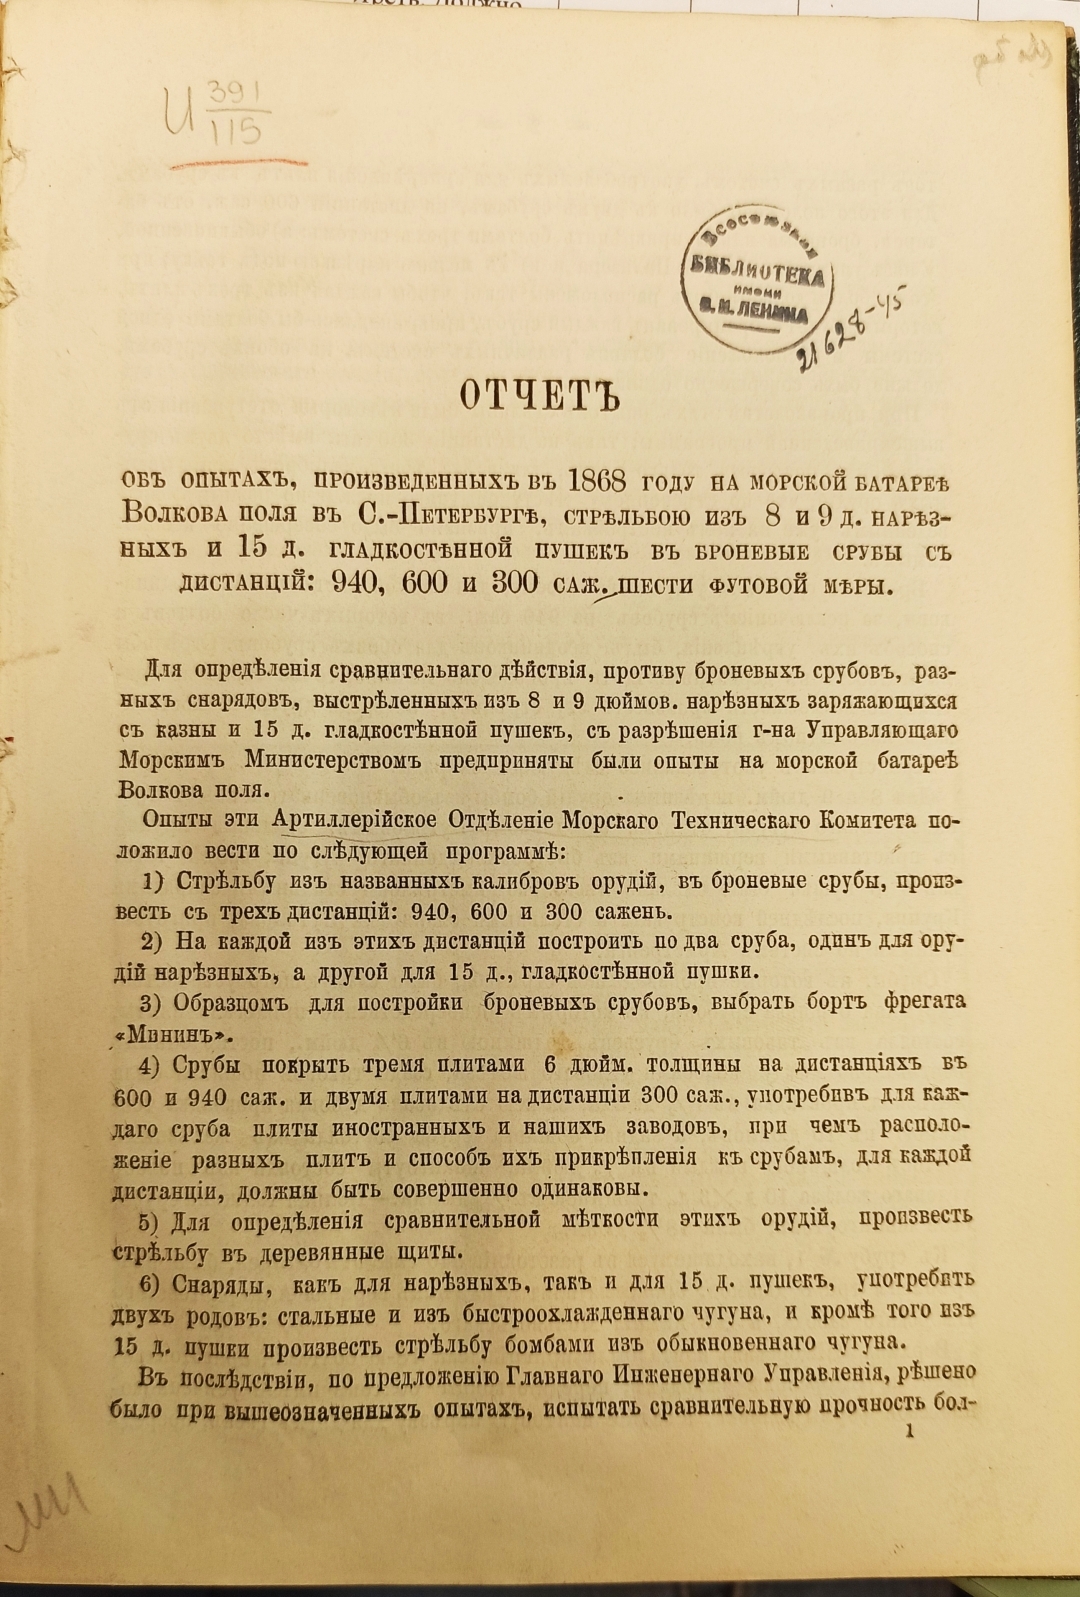 И 391
115
Всесоюзная
БИБЛИОТЕКА
ИМЕНИ
В. И. ЛЕНИНА
21628-45
ОТЧЕТЪ
ОБЪ ОПЫТАХЪ, ПРОИЗВЕДЕННЫХЪ ВЪ 1868 ГОДУ НА МОРСКОЙ БАТАРЕѢ
ВОЛКОВА ПОЛЯ ВЪ С.-ПЕТЕРБУРГѢ, СТРѢЛЬБОЮ ИЗЪ 8 И 9 Д. НАРѢЗ-
НЫХЪ И 15 Д. ГЛАДКОСТѢННОЙ ПУШЕКЪ ВЪ БРОНЕВЫЕ СРУБЫ СЪ
ДИСТАНЦІЙ: 940, 600 И 300 САЖ. ШЕСТИ ФУТОВОЙ МѢРЫ.
Для опредѣленія сравнительнаго дѣйствія, противу броневыхъ срубовъ, раз-
ныхъ снарядовъ, выстрѣленныхъ изъ 8 и 9 дюймов. нарѣзныхъ заряжающихся
съ казны и 15 д. гладкостѣнной пушекъ, съ разрѣшенія г-на Управляющаго
Морскимъ Министерствомъ предприняты были опыты на морской батареѣ
Волкова поля.
Опыты эти Артиллерійское Отдѣленіе Морскаго Техническаго Комитета по-
ложило вести по слѣдующей программѣ:
1) Стрѣльбу изъ названныхъ калибровъ орудій, въ броневые срубы, произ-
весть съ трехъ дистанцій: 940, 600 и 300 сажень.
2) На каждой изъ этихъ дистанцій построить по два сруба, одинъ для ору-
дій нарѣзныхъ, а другой для 15 д., гладкостѣнной пушки.
3) Образцомъ для постройки броневыхъ срубовъ, выбрать бортъ фрегата
«Мининъ».
4) Срубы покрыть тремя плитами 6 дюйм. толщины на дистанціяхъ въ
600 и 940 саж. и двумя плитами на дистанціи 300 саж., употребивъ для каж-
даго сруба плиты иностранныхъ и нашихъ заводовъ, при чемъ располо-
женіе разныхъ плитъ и способъ ихъ прикрѣпленія къ срубамъ, для каждой
дистанціи, должны быть совершенно одинаковы.
5) Для опредѣленія сравнительной мѣткости этихъ орудій, произвесть
стрѣльбу въ деревянные щиты.
6) Снаряды, какъ для нарѣзныхъ, такъ и для 15 д. пушекъ, употребить
двухъ родовъ: стальные и изъ быстроохлажденнаго чугуна, и кромѣ того изъ
15 д. пушки произвесть стрѣльбу бомбами изъ обыкновеннаго чугуна.
Въ послѣдствіи, по предложенію Главнаго Инженернаго Управленія, рѣшено
было при вышеозначенныхъ опытахъ, испытать сравнительную прочность бол-
1